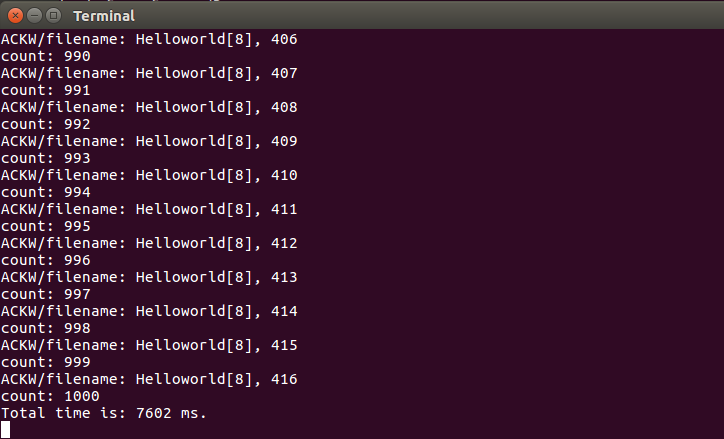 Terminal
ACKW/filename: Helloworld[8], 406
count: 990
ACKW/filename: Helloworld[8], 407
count: 991
ACKW/filename: Helloworld[8], 408
count: 992
ACKW/filename: Helloworld[8], 409
count: 993
ACKW/filename: Helloworld[8], 410
count: 994
ACKW/filename: Helloworld[8], 411
count: 995
ACKW/filename: Helloworld[8], 412
count: 996
ACKW/filename: Helloworld[8], 413
count: 997
ACKW/filename: Helloworld[8], 414
count: 998
ACKW/filename: Helloworld[8], 415
count: 999
ACKW/filename: Helloworld[8], 416
count: 1000
Total time is: 7602 ms.